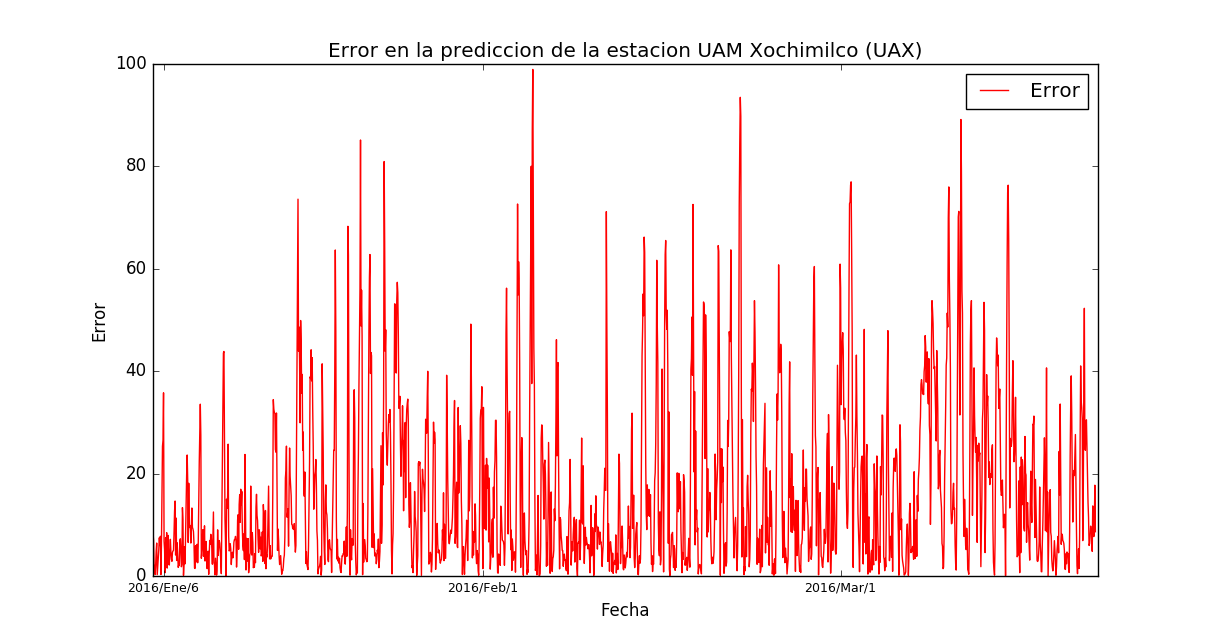 Error en la prediccion de la estacion UAM Xochimilco (UAX)
100
80
60
40
20
0
Error
Error
2016/Ene/6
2016/Feb/1
2016/Mar/1
Fecha